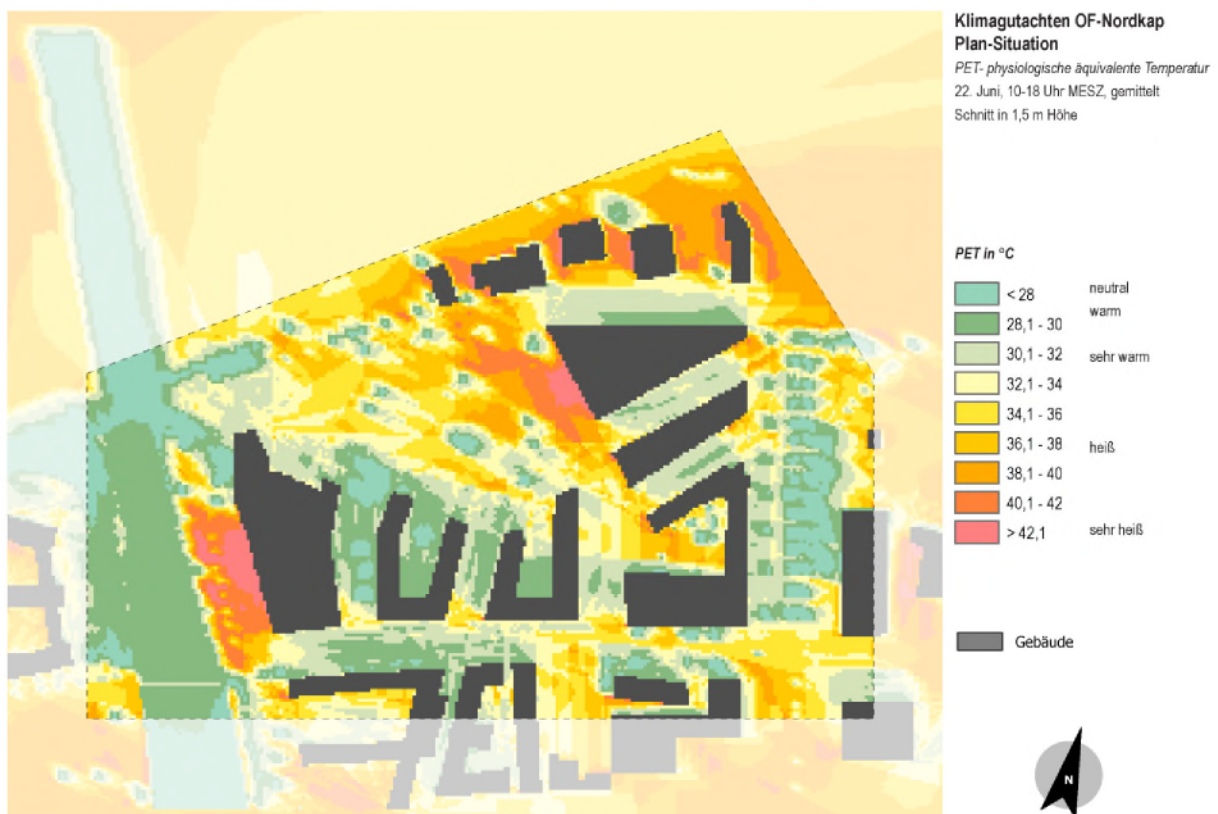 Klimagutachten OF-Nordkap
Plan-Situation
PET- physiologische äquivalente Temperatur
22. Juni, 10-18 Uhr MESZ, gemittelt
Schnitt in 1,5 m Höhe
PET in °C
< 28 neutral
28,1 - 30 warm
30,1 - 32 sehr warm
32,1 - 34
34,1 - 36
36,1 - 38 heiß
38,1 - 40
40,1 - 42
> 42,1 sehr heiß
Gebäude
N